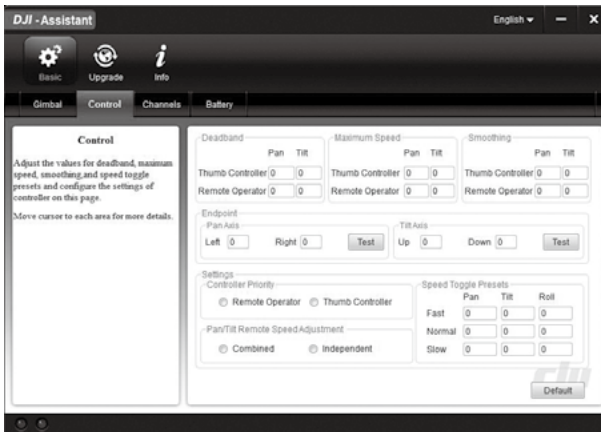 DJI - Assistant
English
Basic
Upgrade
Info
Gimbal
Control
Channels
Battery
Control
Adjust the values for deadband, maximum
speed, smoothing,and speed toggle
presets and configure the settings of
controller on this page.
Move cursor to each area for more details.
Deadband
Pan Tilt
Thumb Controller 0 0
Remote Operator 0 0
Maximum Speed
Pan Tilt
Thumb Controller 0 0
Remote Operator 0 0
Smoothing
Pan Tilt
Thumb Controller 0 0
Remote Operator 0 0
Endpoint
Pan Axis
Left 0 Right 0 Test
Tilt Axis
Up 0 Down 0 Test
Settings
Controller Priority
Remote Operator Thumb Controller
Pan/Tilt Remote Speed Adjustment
Combined Independent
Speed Toggle Presets
Pan Tilt Roll
Fast 0 0 0
Normal 0 0 0
Slow 0 0 0
dji
Default